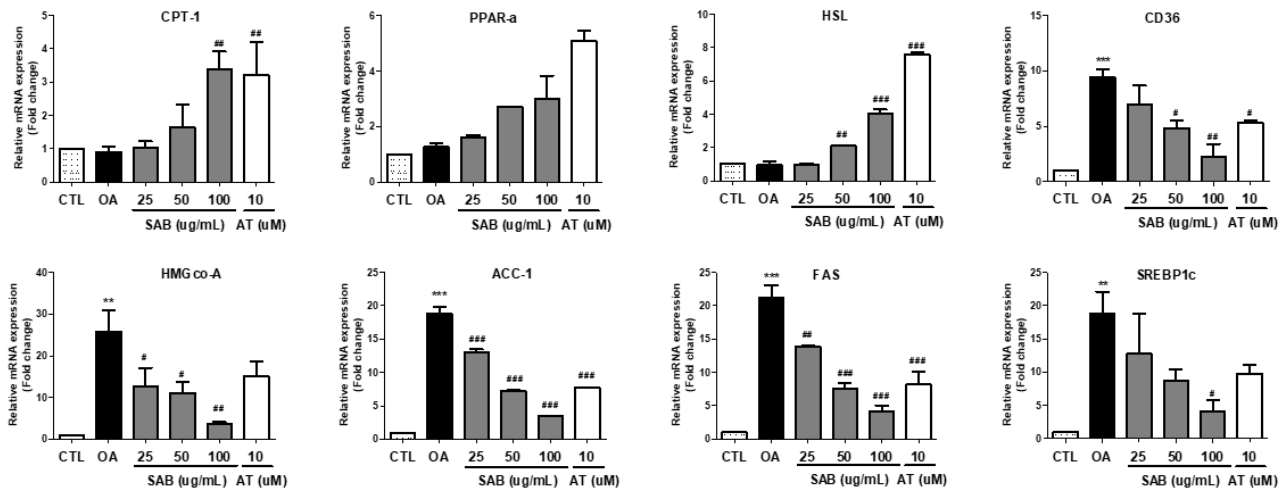 CPT-1
Relative mRNA expression
(Fold change)
5
4
3
2
1
0
##
##
CTL OA 25 50 100 10
SAB (ug/mL) AT (uM)
PPAR-a
Relative mRNA expression
(Fold change)
6
4
2
0
CTL OA 25 50 100 10
SAB (ug/mL) AT (uM)
HSL
Relative mRNA expression
(Fold change)
10
8
6
4
2
0
##
###
###
CTL OA 25 50 100 10
SAB (ug/mL) AT (uM)
CD36
Relative mRNA expression
(Fold change)
15
10
5
0
***
#
##
#
CTL OA 25 50 100 10
SAB (ug/mL) AT (uM)
HMG co-A
Relative mRNA expression
(Fold change)
40
30
20
10
0
**
#
#
##
CTL OA 25 50 100 10
SAB (ug/mL) AT (uM)
ACC-1
Relative mRNA expression
(Fold change)
25
20
15
10
5
0
***
###
###
###
###
CTL OA 25 50 100 10
SAB (ug/mL) AT (uM)
FAS
Relative mRNA expression
(Fold change)
25
20
15
10
5
0
***
##
###
###
###
CTL OA 25 50 100 10
SAB (ug/mL) AT (uM)
SREBP1c
Relative mRNA expression
(Fold change)
25
20
15
10
5
0
**
#
CTL OA 25 50 100 10
SAB (ug/mL) AT (uM)